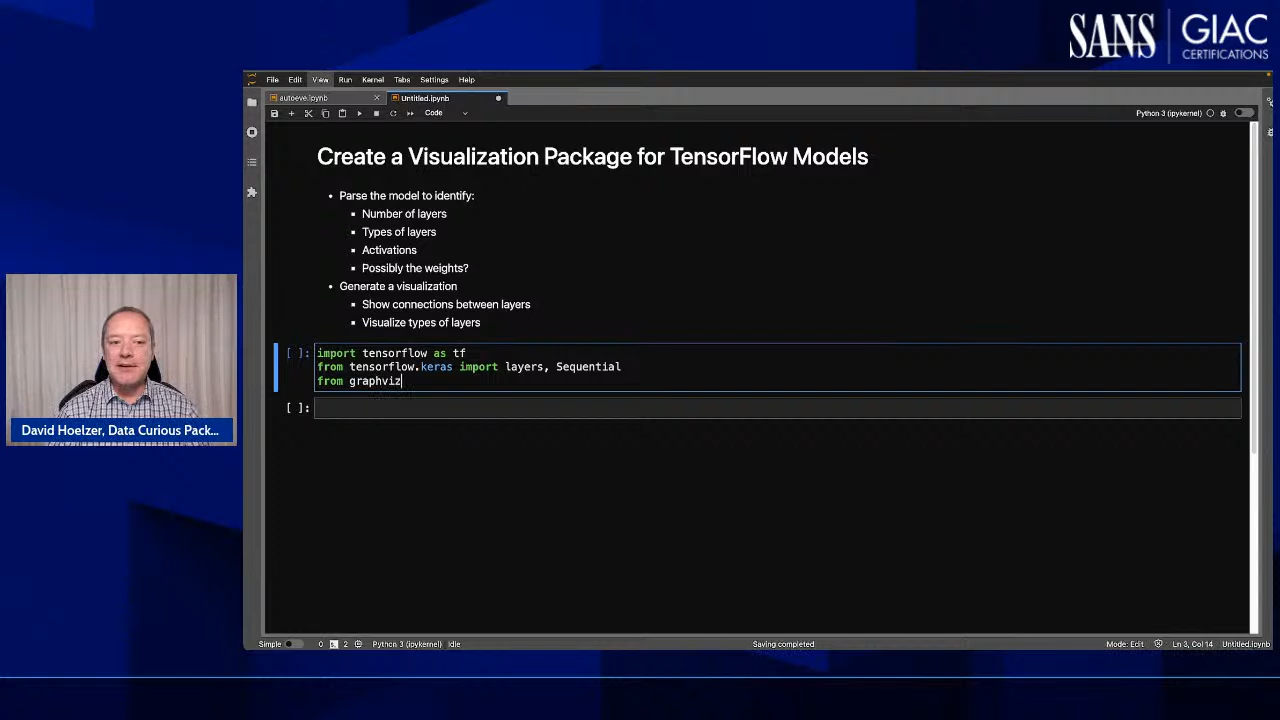 SANS
GIAC
CERTIFICATIONS
File Edit View Run Kernel Tabs Settings Help
autoeve.ipynb
Untitled.ipynb
Code
Python 3 (ipykernel)
Create a Visualization Package for TensorFlow Models
Parse the model to identify:
Number of layers
Types of layers
Activations
Possibly the weights?
Generate a visualization
Show connections between layers
Visualize types of layers
[ ]: import tensorflow as tf
from tensorflow.keras import layers, Sequential
from graphviz
[ ]:
David Hoelzer, Data Curious Pack...
Simple 0 2 Python 3 (ipykernel) Idle Saving completed Mode: Edit Ln 3, Col 14 Untitled.ipynb